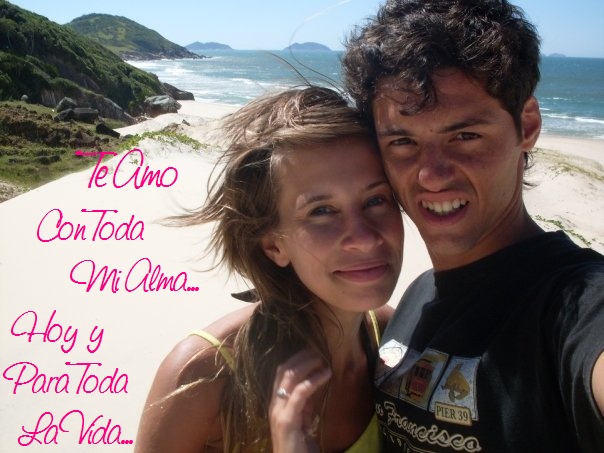 Te Amo
Con Toda
Mi Alma...
Hoy y
Para Toda
La Vida...
PIER 39
Francisco